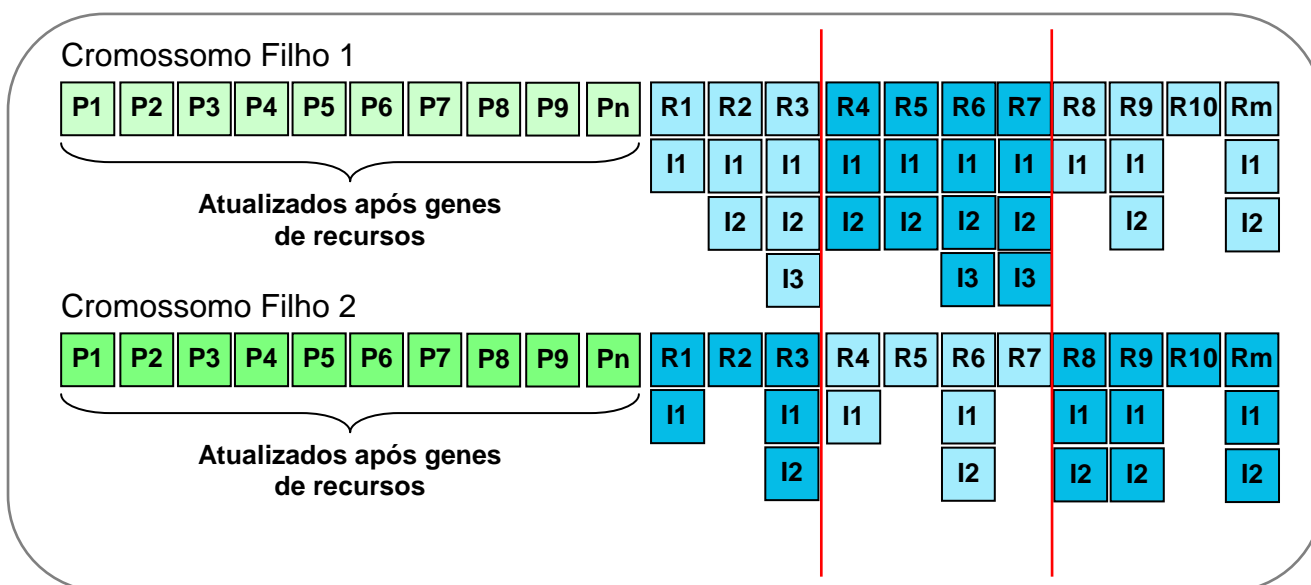 Cromossomo Filho 1
P1 P2 P3 P4 P5 P6 P7 P8 P9 Pn R1 R2 R3 R4 R5 R6 R7 R8 R9 R10 Rm
I1 I1 I1 I1 I1 I1 I1 I1 I1 I1
Atualizados após genes
de recursos
I2 I2 I2 I2 I2 I2 I2 I2
I3 I3 I3
Cromossomo Filho 2
P1 P2 P3 P4 P5 P6 P7 P8 P9 Pn R1 R2 R3 R4 R5 R6 R7 R8 R9 R10 Rm
I1 I1 I1 I1 I1 I1 I1
Atualizados após genes
de recursos
I2 I2 I2 I2 I2